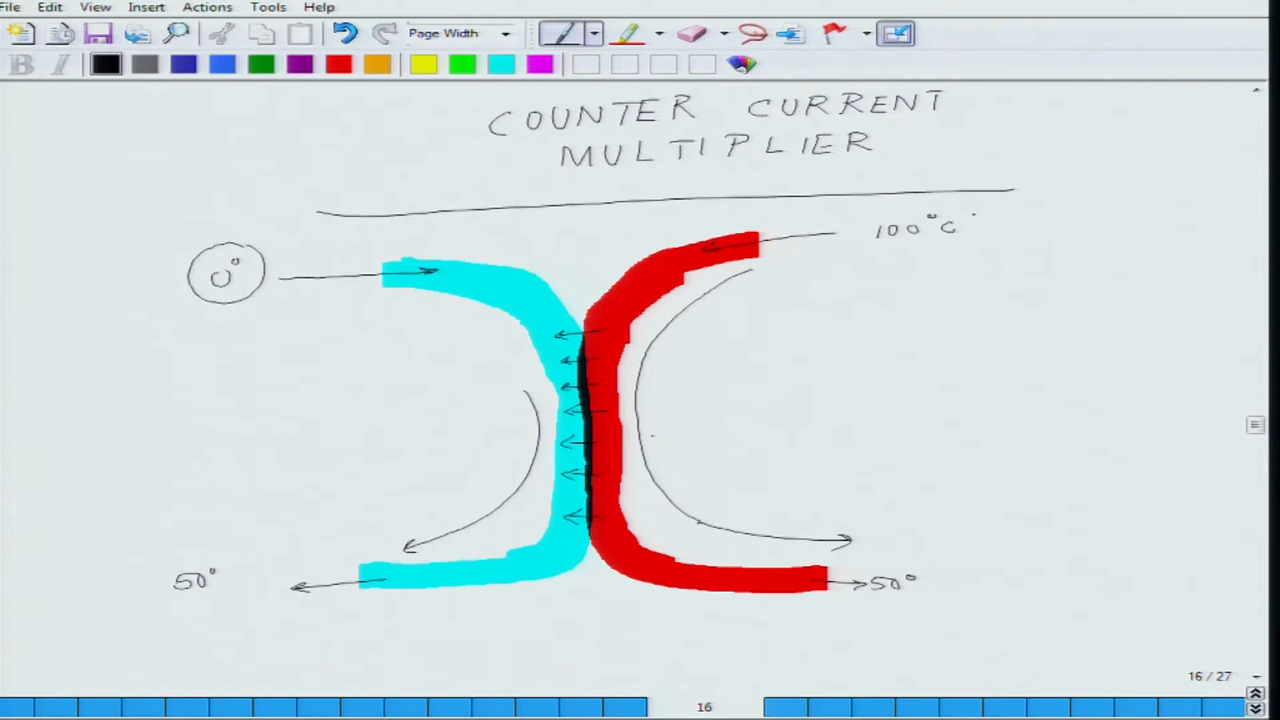 File Edit View Insert Actions Tools Help
Page Width
B I
COUNTER CURRENT
MULTIPLIER
0°
100°C
50°
50°
16 / 27
16